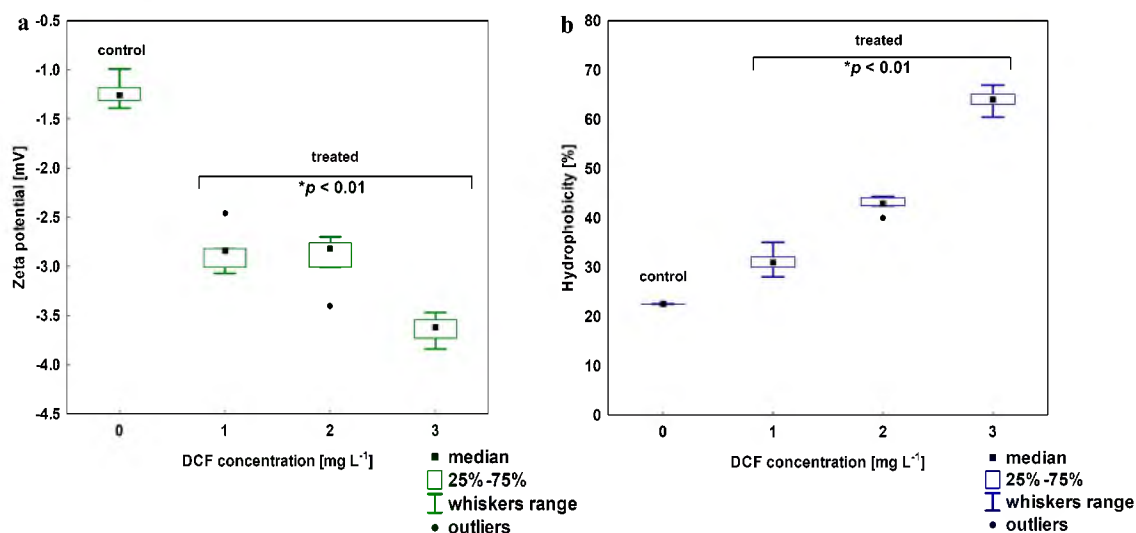 a
-0.5
-1.0
-1.5
-2.0
-2.5
-3.0
-3.5
-4.0
-4.5
Zeta potential [mV]
control
treated
*p < 0.01
0 1 2 3
DCF concentration [mg L⁻¹]
median
25%-75%
whiskers range
outliers
b
80
70
60
50
40
30
20
10
0
Hydrophobicity [%]
treated
*p < 0.01
control
0 1 2 3
DCF concentration [mg L⁻¹]
median
25%-75%
whiskers range
outliers